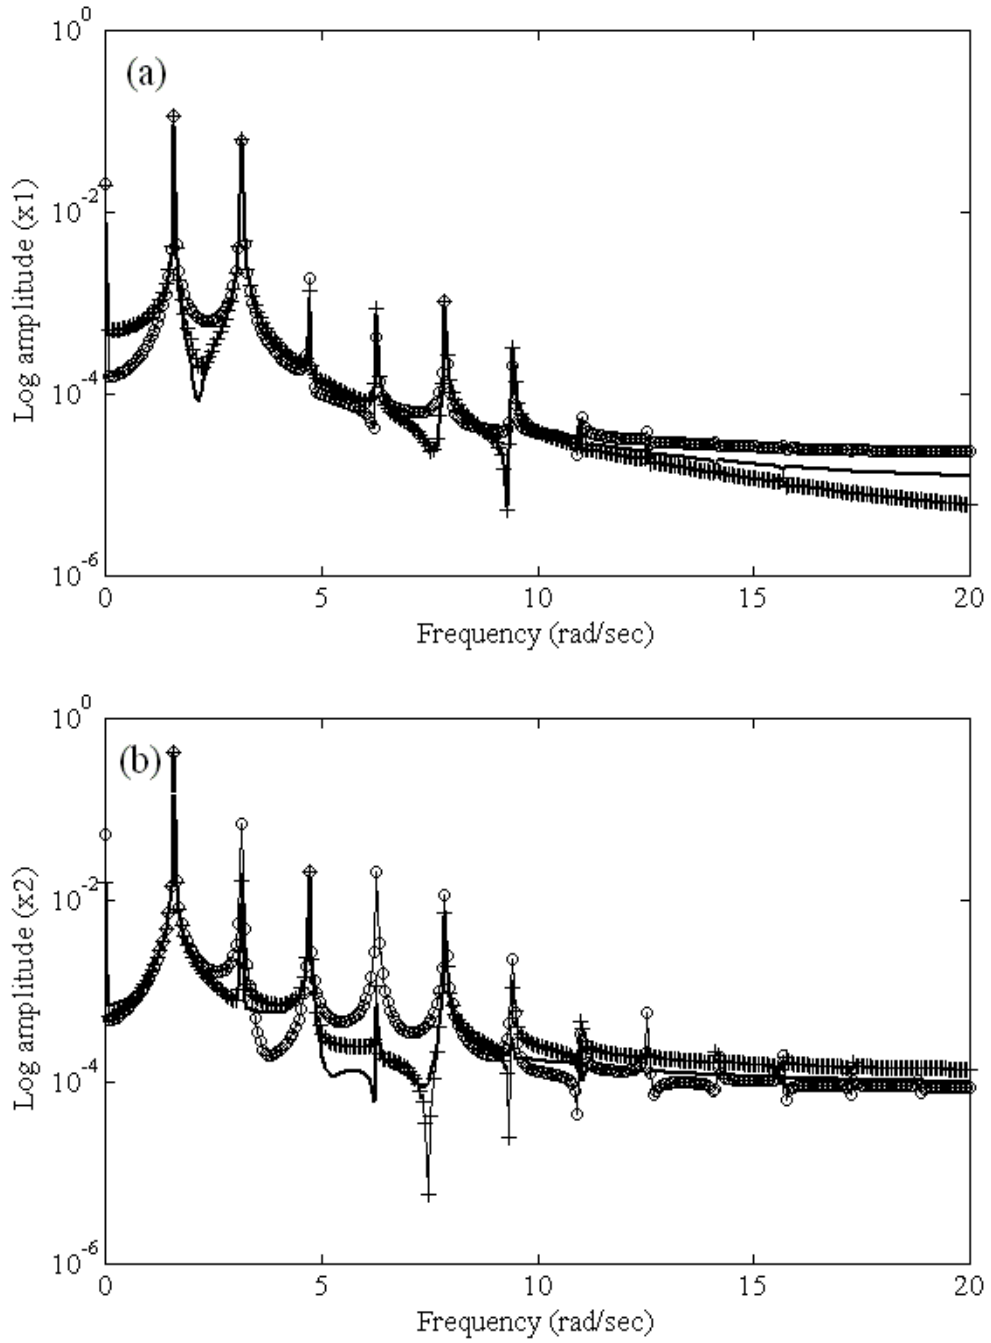 (a)
Log amplitude (x1)
10^0
10^-2
10^-4
10^-6
0 5 10 15 20
Frequency (rad/sec)
(b)
Log amplitude (x2)
10^0
10^-2
10^-4
10^-6
0 5 10 15 20
Frequency (rad/sec)